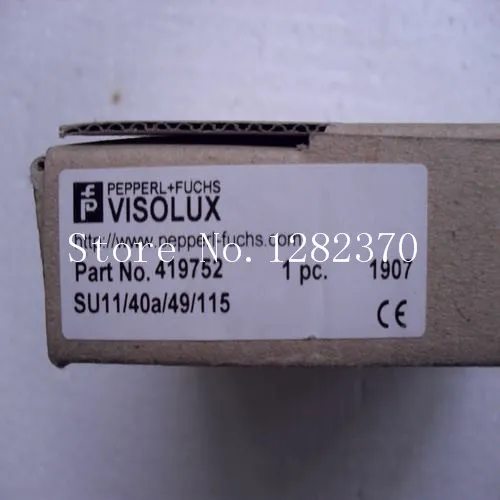 PEPPERL+FUCHS
VISOLUX
http://www.pepperl-fuchs.com
Store No: 1282370
Part No. 419752 1 pc. 1907
SU11/40a/49/115 CE